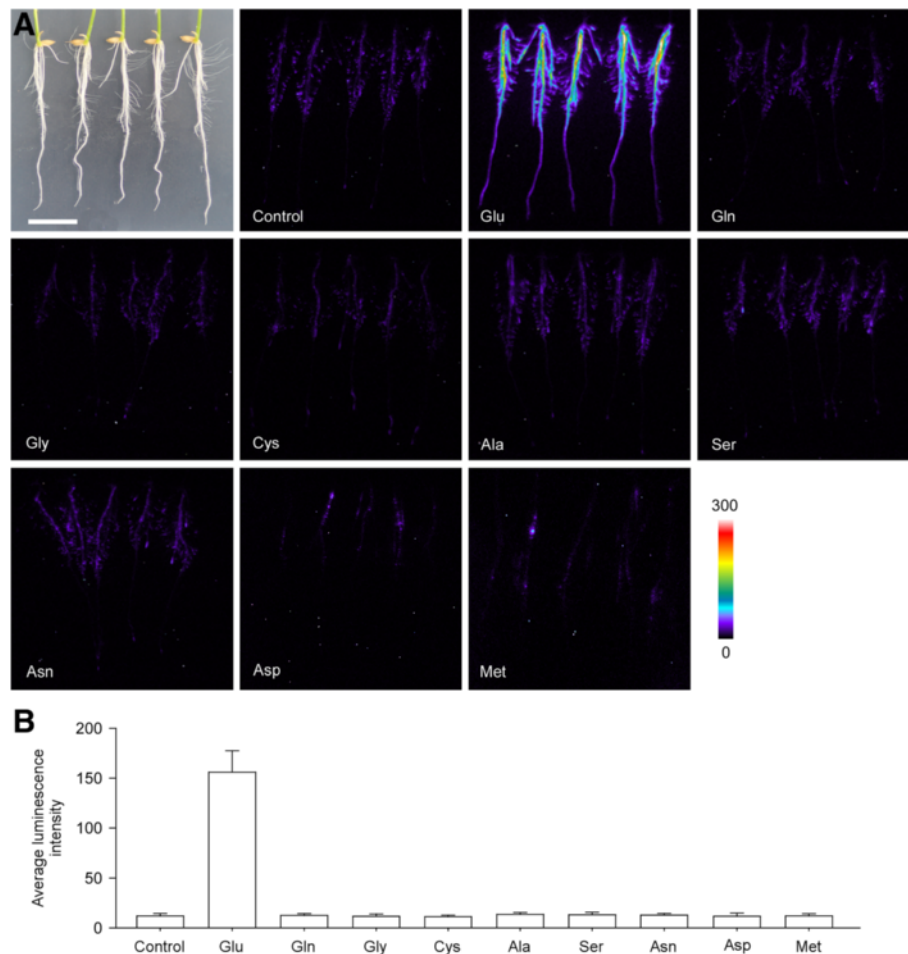 A
Control
Glu
Gln
Gly
Cys
Ala
Ser
Asn
Asp
Met
300
0
B
Average luminescence
intensity
200
150
100
50
0
Control Glu Gln Gly Cys Ala Ser Asn Asp Met